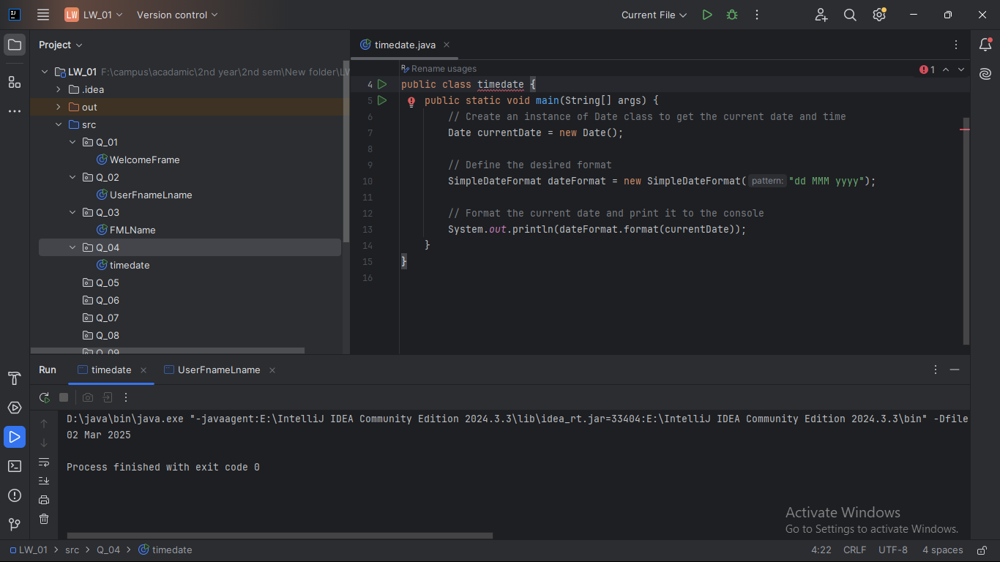 LW LW_01 Version control Current File
Project
timedate.java
LW_01 F:\campus\acadamic\2nd year\2nd sem\New folder\LW
.idea
out
src
Q_01
WelcomeFrame
Q_02
UserFnameLname
Q_03
FMLName
Q_04
timedate
Q_05
Q_06
Q_07
Q_08
Q_09
Rename usages
1
4 public class timedate {
5 public static void main(String[] args) {
6 // Create an instance of Date class to get the current date and time
7 Date currentDate = new Date();
8
9 // Define the desired format
10 SimpleDateFormat dateFormat = new SimpleDateFormat( pattern: "dd MMM yyyy");
11
12 // Format the current date and print it to the console
13 System.out.println(dateFormat.format(currentDate));
14 }
15 }
16
Run timedate UserFnameLname
D:\java\bin\java.exe "-javaagent:E:\IntelliJ IDEA Community Edition 2024.3.3\lib\idea_rt.jar=33404:E:\IntelliJ IDEA Community Edition 2024.3.3\bin" -Dfile
02 Mar 2025
Process finished with exit code 0
Activate Windows
Go to Settings to activate Windows.
LW_01 > src > Q_04 > timedate 4:22 CRLF UTF-8 4 spaces